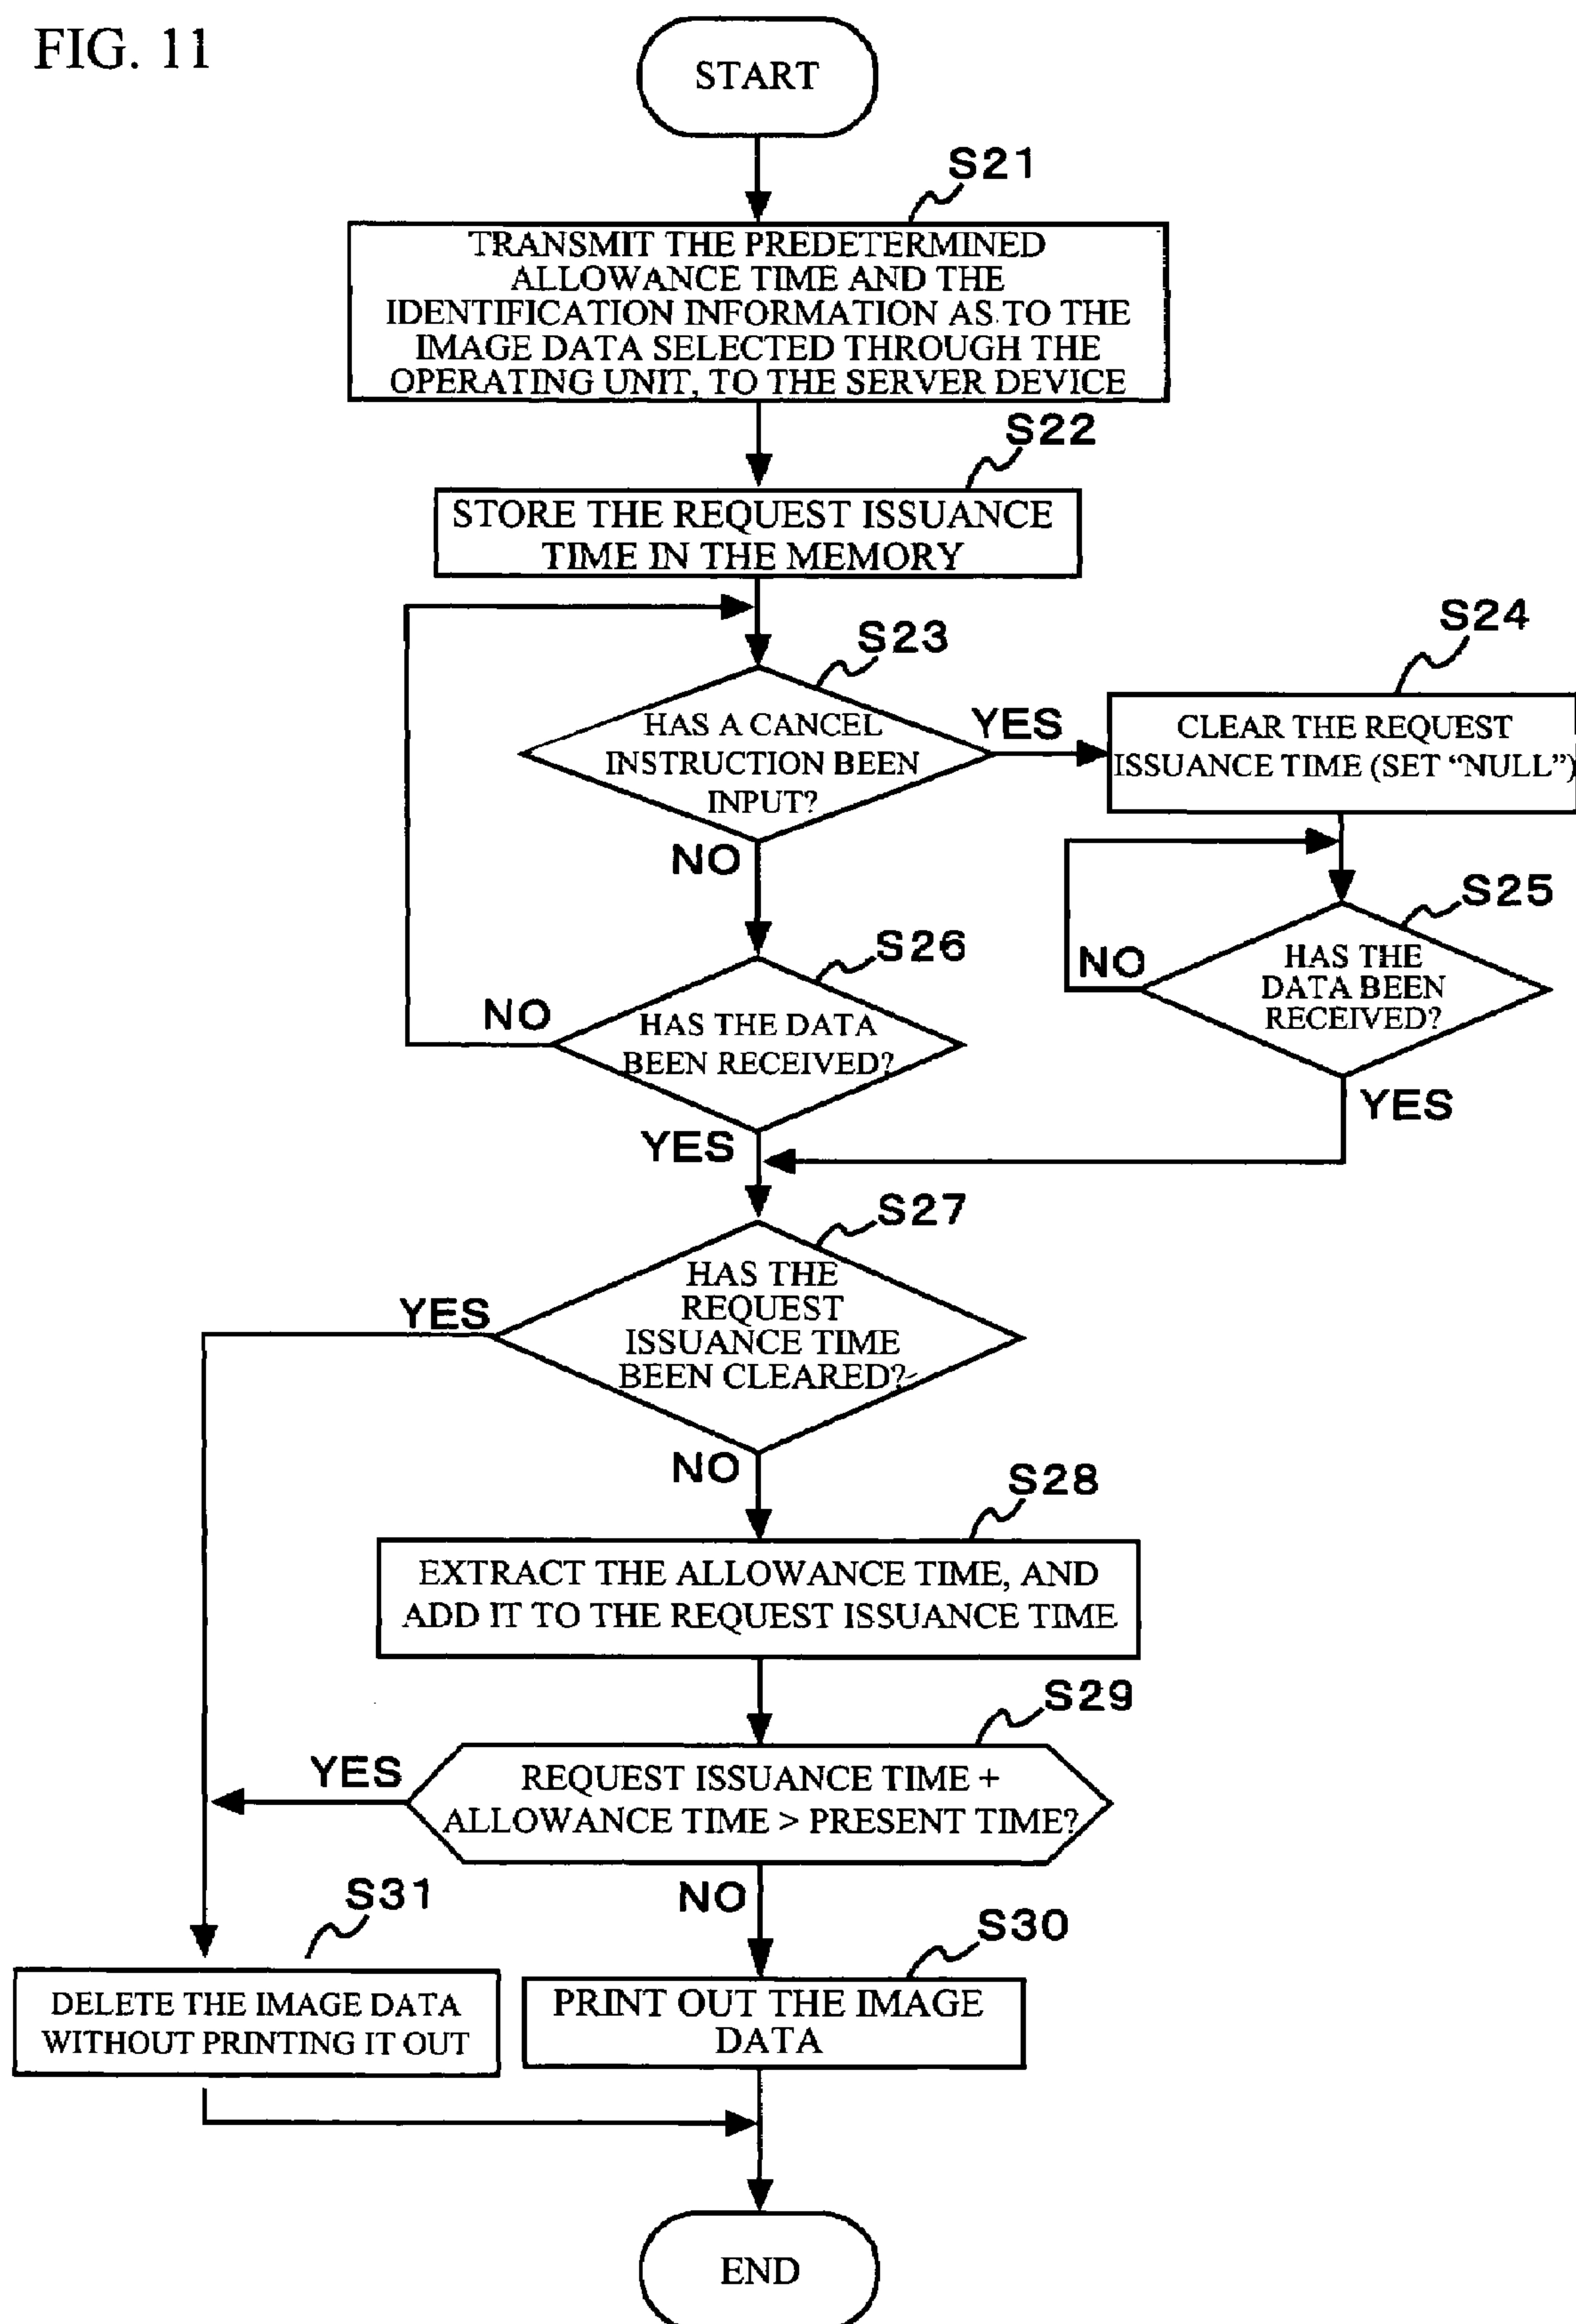 FIG. 11
START
S21
TRANSMIT THE PREDETERMINED
ALLOWANCE TIME AND THE
IDENTIFICATION INFORMATION AS TO THE
IMAGE DATA SELECTED THROUGH THE
OPERATING UNIT, TO THE SERVER DEVICE
S22
STORE THE REQUEST ISSUANCE
TIME IN THE MEMORY
S23
HAS A CANCEL
INSTRUCTION BEEN
INPUT?
YES
NO
S24
CLEAR THE REQUEST
ISSUANCE TIME (SET “NULL”)
S25
HAS THE
DATA BEEN
RECEIVED?
NO
YES
S26
HAS THE DATA
BEEN RECEIVED?
NO
YES
S27
HAS THE
REQUEST
ISSUANCE TIME
BEEN CLEARED?
YES
NO
S28
EXTRACT THE ALLOWANCE TIME, AND
ADD IT TO THE REQUEST ISSUANCE TIME
S29
REQUEST ISSUANCE TIME +
ALLOWANCE TIME > PRESENT TIME?
YES
NO
S31
DELETE THE IMAGE DATA
WITHOUT PRINTING IT OUT
S30
PRINT OUT THE IMAGE
DATA
END